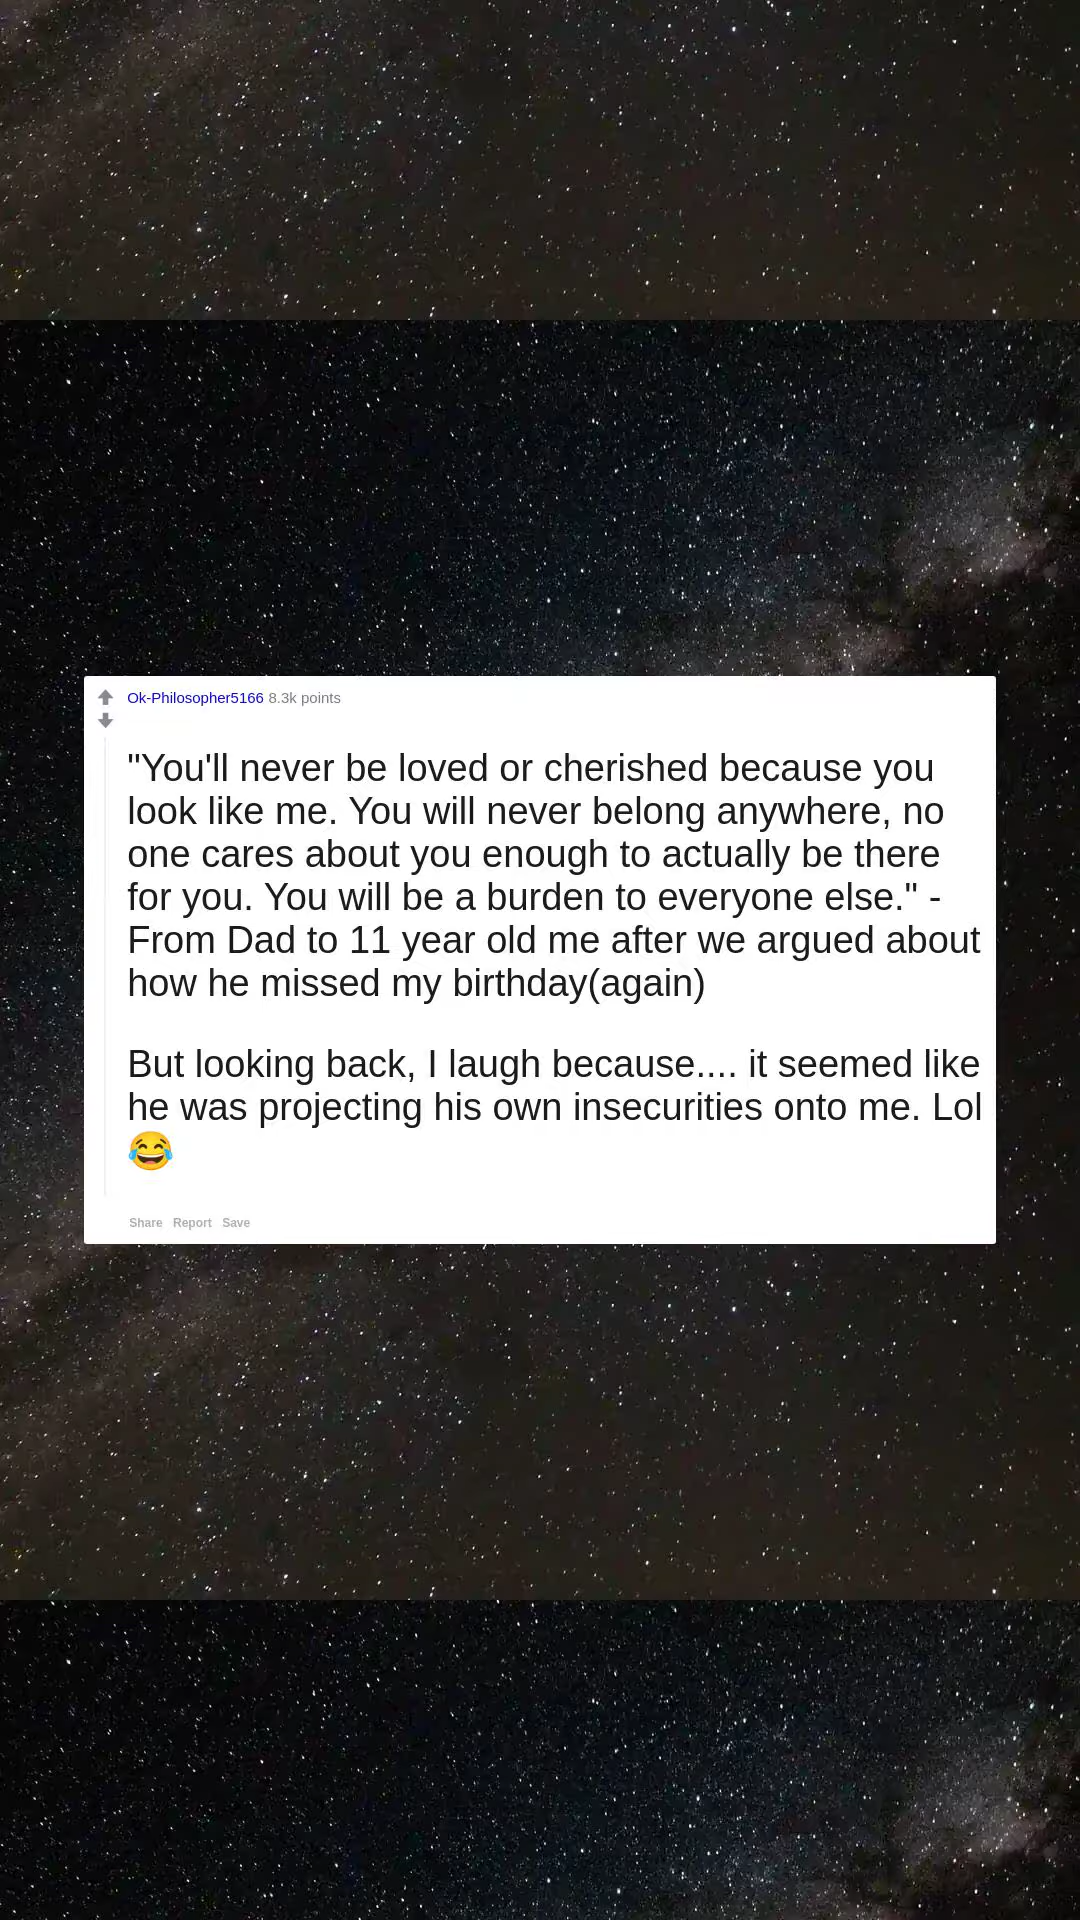 Ok-Philosopher5166 8.3k points
"You'll never be loved or cherished because you
look like me. You will never belong anywhere, no
one cares about you enough to actually be there
for you. You will be a burden to everyone else." -
From Dad to 11 year old me after we argued about
how he missed my birthday(again)
But looking back, I laugh because.... it seemed like
he was projecting his own insecurities onto me. Lol
😂
Share Report Save